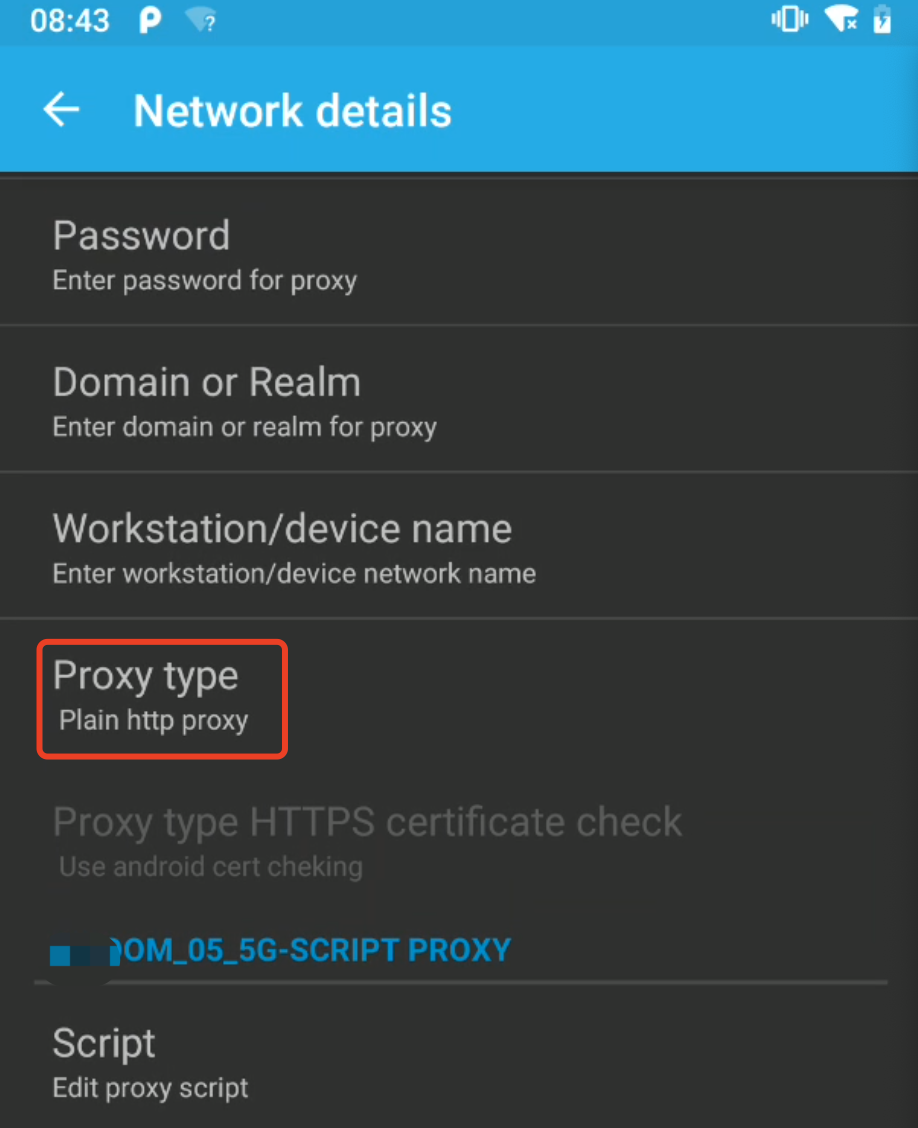 08:43
Network details
Password
Enter password for proxy
Domain or Realm
Enter domain or realm for proxy
Workstation/device name
Enter workstation/device network name
Proxy type
Plain http proxy
Proxy type HTTPS certificate check
Use android cert cheking
OM_05_5G-SCRIPT PROXY
Script
Edit proxy script